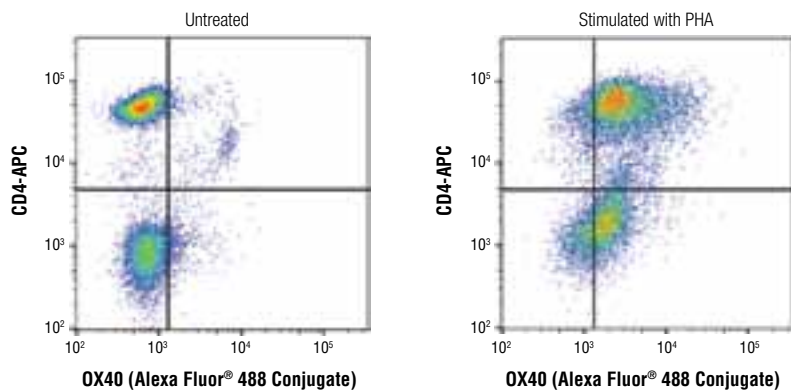 Untreated
CD4-APC
10⁵
10⁴
10³
10²
10² 10³ 10⁴ 10⁵
OX40 (Alexa Fluor® 488 Conjugate)
Stimulated with PHA
CD4-APC
10⁵
10⁴
10³
10²
10² 10³ 10⁴ 10⁵
OX40 (Alexa Fluor® 488 Conjugate)